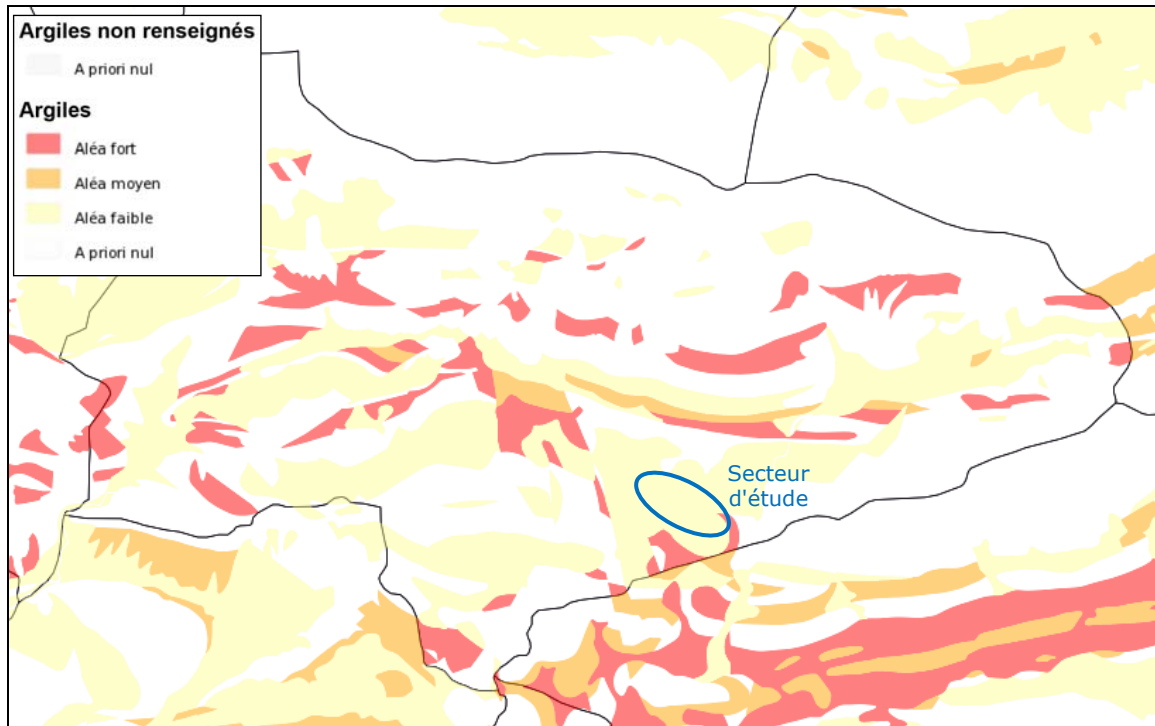 Argiles non renseignés
A priori nul
Argiles
Aléa fort
Aléa moyen
Aléa faible
A priori nul
Secteur
d'étude